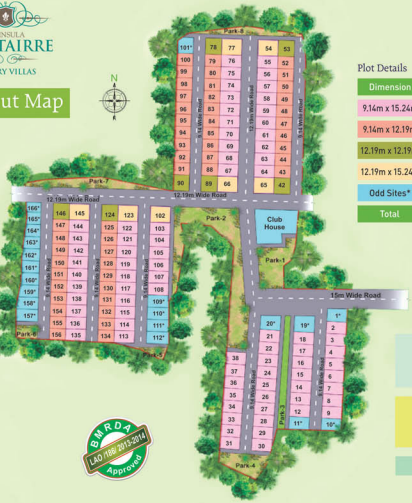 NSULA
TAIRRE
RY VILLAS
ut Map
N
Plot Details
Dimension
9.14m x 15.24
9.14m x 12.19
12.19m x 12.19
12.19m x 15.24
Odd Sites*
Total
Park-5
101* 78 77 54 53
100 79 76 55 52
99 80 75 56 51
98 81 74 57 50
97 82 73 58 49
96 83 72 59 48
95 84 71 60 47
94 85 70 61 46
93 86 69 62 45
92 87 68 63 44
91 88 67 64 43
90 89 66 65 42
Park-7
12.19m Wide Road
12.19m Wide Road
Park-2
Club
House
Park-1
15m Wide Road
166* 146 145 124 123 102
165* 147 144 125 122 103
164* 148 143 126 121 104
163* 149 142 127 120 105
162* 150 141 128 119 106
161* 151 140 129 118 107
160* 152 139 130 117 108
159* 153 138 131 116 109*
158* 154 137 132 115 110*
157* 155 136 133 114 111*
156 135 134 113 112*
Park-6
20* 19* 1*
21 18 2
22 17 3
38 23 16 4
37 24 15 5
36 25 14 6
35 26 13 7
34 27 12 8
33 28 9
32 29 11* 10*
31 30
Park-3
Park-4
BMRDA
LAO /186/ 2013-2014
Approved